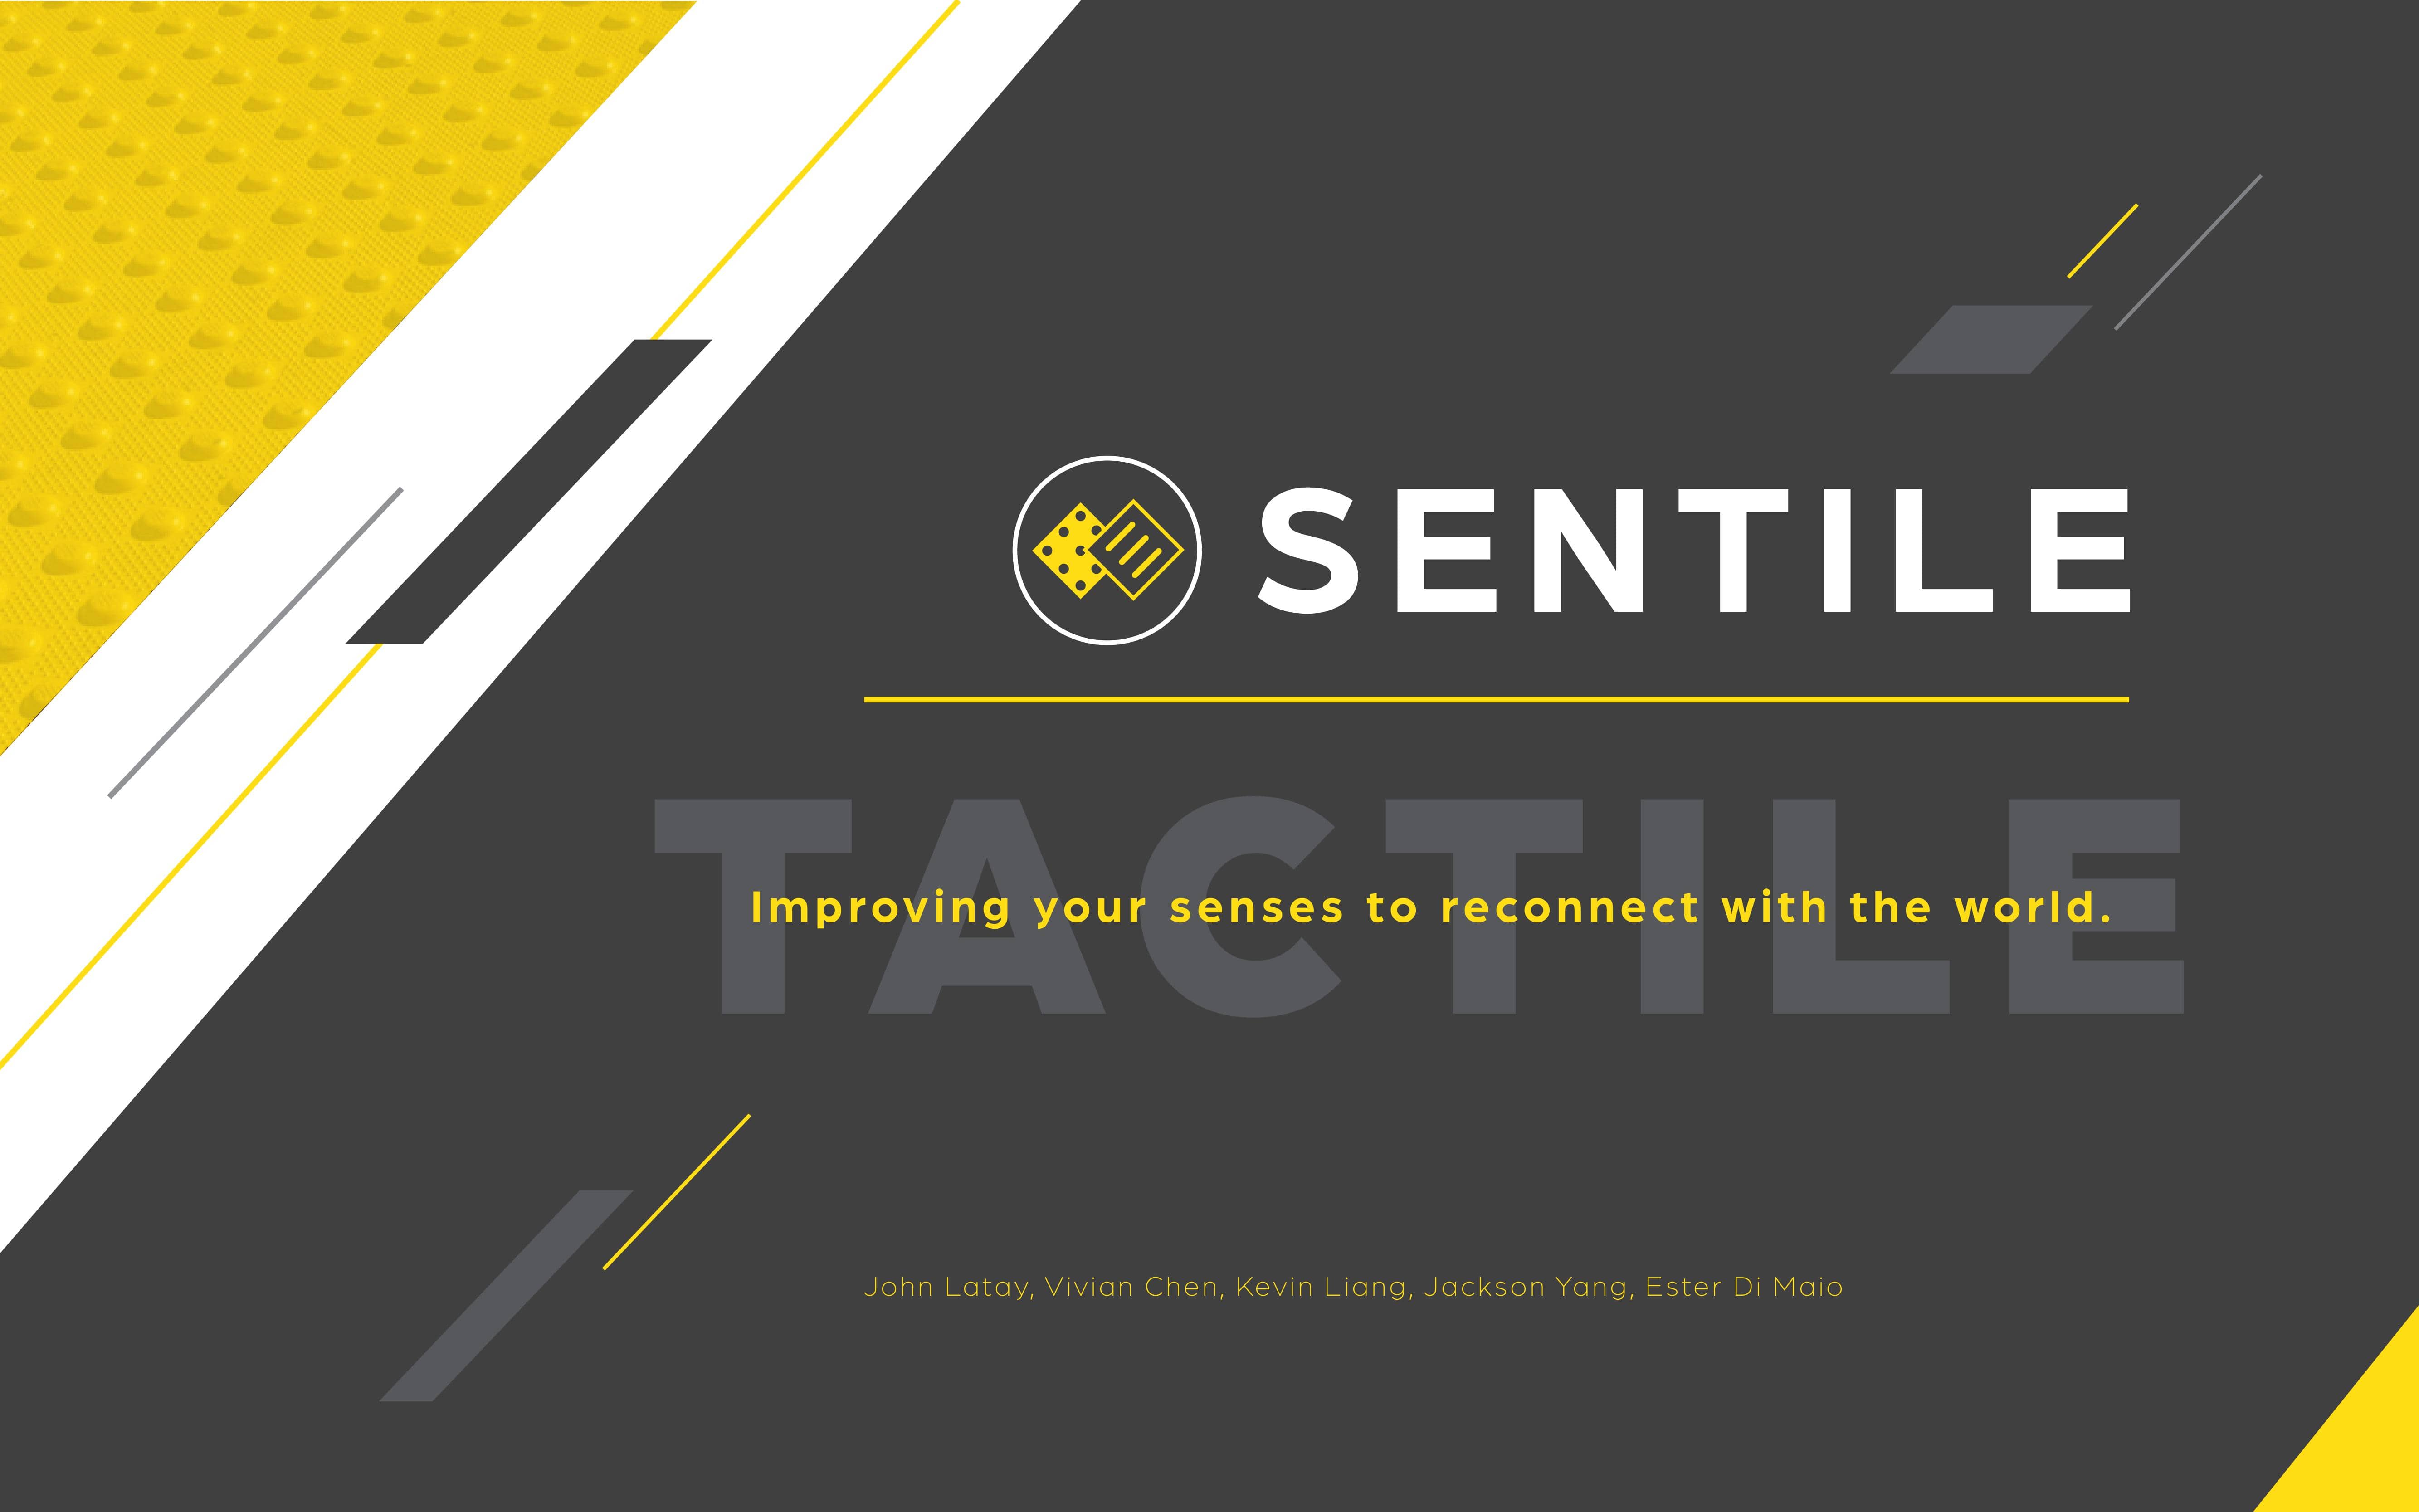 SENTILE
TACTILE
Improving your senses to reconnect with the world.
John Latay, Vivian Chen, Kevin Liang, Jackson Yang, Ester Di Maio